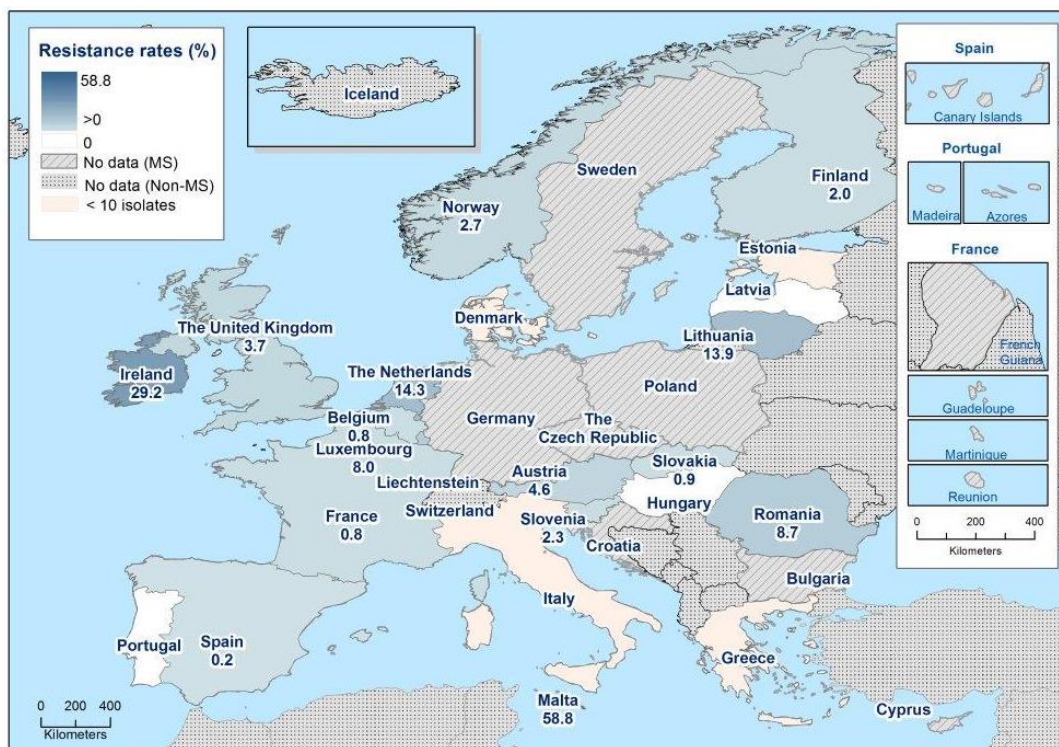 Resistance rates (%)
58.8
>0
0
No data (MS)
No data (Non-MS)
< 10 isolates
Iceland
Spain
Canary Islands
Portugal
Madeira
Azores
France
French
Guiana
Guadeloupe
Martinique
Reunion
0 200 400
Kilometers
Sweden
Finland
2.0
Norway
2.7
Estonia
Latvia
Denmark
Lithuania
13.9
The United Kingdom
3.7
Ireland
29.2
The Netherlands
14.3
Poland
Germany
Belgium
0.8
The
Czech Republic
Luxembourg
8.0
Slovakia
0.9
Austria
4.6
Liechtenstein
Hungary
Switzerland
Slovenia
2.3
Romania
8.7
France
0.8
Croatia
Bulgaria
Italy
Portugal
Spain
0.2
Greece
Malta
58.8
Cyprus
0 200 400
Kilometers